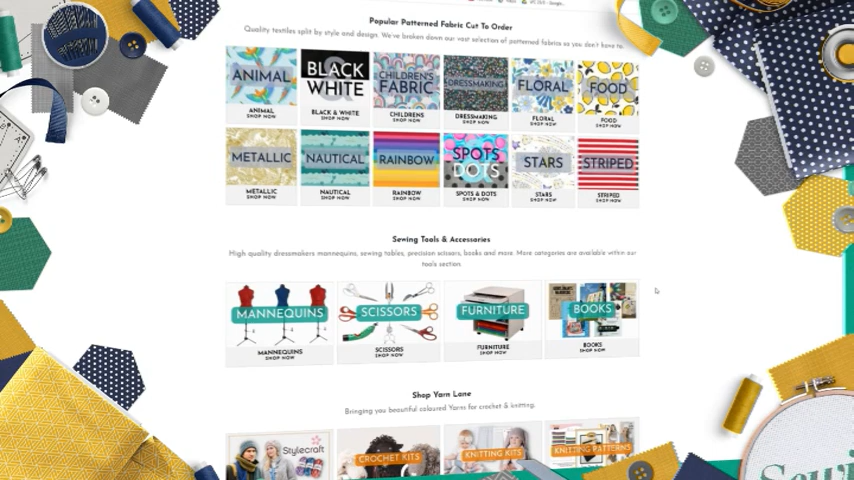 Popular Patterned Fabric Cut To Order
Quality textiles split by style and design. We've broken down our vast selection of patterned fabrics so you don't have to.
ANIMAL
BLACK WHITE
CHILDREN'S FABRIC
DRESSMAKING
FLORAL
FOOD
ANIMAL
SHOP NOW
BLACK & WHITE
SHOP NOW
CHILDRENS
SHOP NOW
DRESSMAKING
SHOP NOW
FLORAL
SHOP NOW
FOOD
SHOP NOW
METALLIC
NAUTICAL
RAINBOW
SPOTS DOTS
STARS
STRIPED
METALLIC
SHOP NOW
NAUTICAL
SHOP NOW
RAINBOW
SHOP NOW
SPOTS & DOTS
SHOP NOW
STARS
SHOP NOW
STRIPED
SHOP NOW
Sewing Tools & Accessories
High quality dressmakers mannequins, sewing tables, precision scissors, books and more. More categories are available within our
tools section.
MANNEQUINS
SCISSORS
FURNITURE
BOOKS
MANNEQUINS
SHOP NOW
SCISSORS
SHOP NOW
FURNITURE
SHOP NOW
BOOKS
SHOP NOW
Shop Yarn Lane
Bringing you beautiful coloured Yarns for crochet & knitting.
Stylecraft
CROCHET KITS
KNITTING KITS
KNITTING PATTERNS